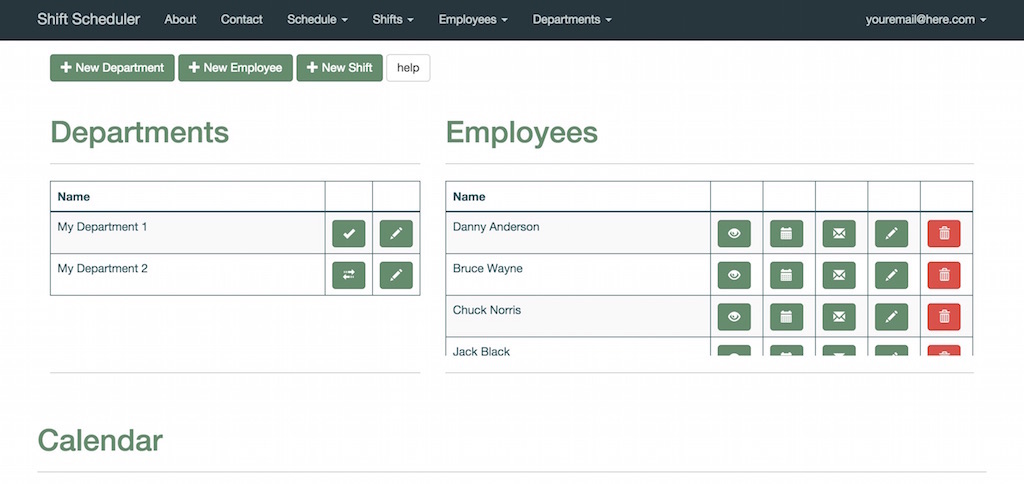 Shift Scheduler About Contact Schedule Shifts Employees Departments youremail@here.com
New Department New Employee New Shift help
Departments
Name
My Department 1
My Department 2
Employees
Name
Danny Anderson
Bruce Wayne
Chuck Norris
Jack Black
Calendar